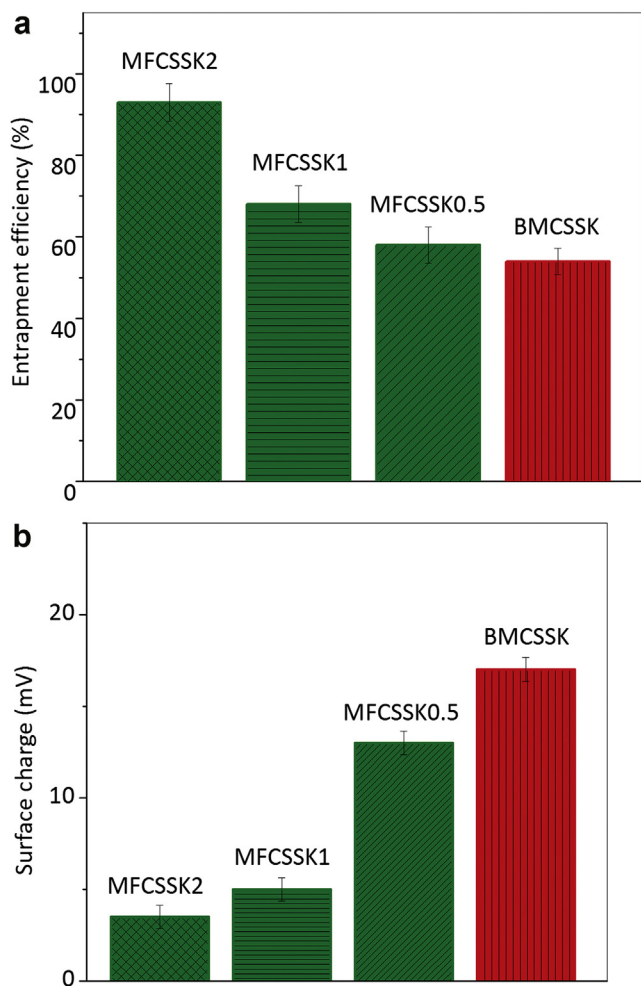 a
MFCSSK2
MFCSSK1
MFCSSK0.5
BMCSSK
100
80
60
40
20
0
Entrapment efficiency (%)
b
BMCSSK
MFCSSK0.5
MFCSSK1
MFCSSK2
20
10
0
Surface charge (mV)